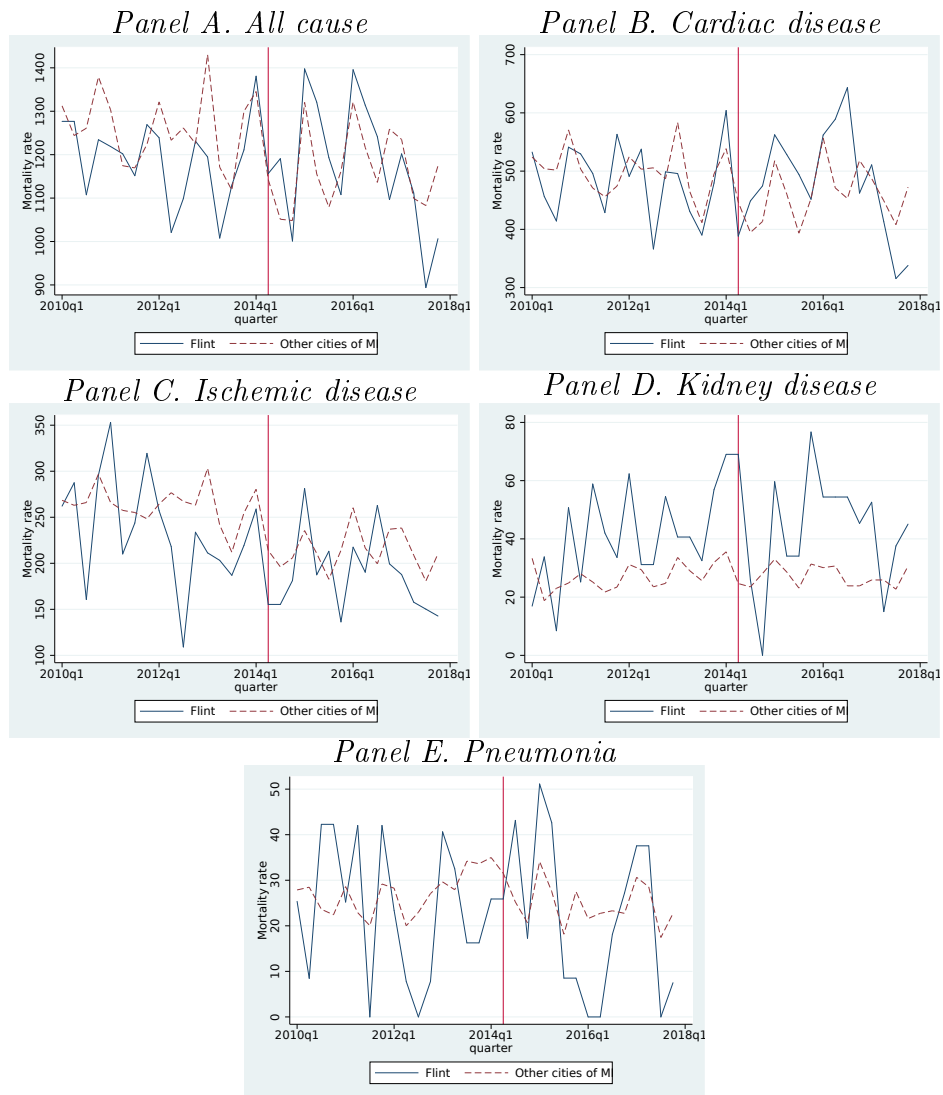 Panel A. All cause
Mortality rate
1400
1300
1200
1100
1000
900
2010q1 2012q1 2014q1 2016q1 2018q1
quarter
Flint Other cities of MI
Panel B. Cardiac disease
Mortality rate
700
600
500
400
300
2010q1 2012q1 2014q1 2016q1 2018q1
quarter
Flint Other cities of MI
Panel C. Ischemic disease
Mortality rate
350
300
250
200
150
100
2010q1 2012q1 2014q1 2016q1 2018q1
quarter
Flint Other cities of MI
Panel D. Kidney disease
Mortality rate
80
60
40
20
0
2010q1 2012q1 2014q1 2016q1 2018q1
quarter
Flint Other cities of MI
Panel E. Pneumonia
Mortality rate
50
40
30
20
10
0
2010q1 2012q1 2014q1 2016q1 2018q1
quarter
Flint Other cities of MI